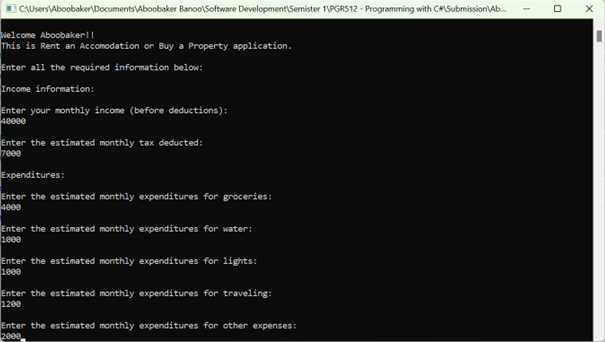 C:\Users\Aboobaker\Documents\Aboobaker Banoo\Software Development\Semister 1\PGR512 - Programming with C#\Submission\Ab...
Welcome Aboobaker!!
This is Rent an Accomodation or Buy a Property application.
Enter all the required information below:
Income information:
Enter your monthly income (before deductions):
40000
Enter the estimated monthly tax deducted:
7000
Expenditures:
Enter the estimated monthly expenditures for groceries:
4000
Enter the estimated monthly expenditures for water:
1000
Enter the estimated monthly expenditures for lights:
1000
Enter the estimated monthly expenditures for traveling:
1200
Enter the estimated monthly expenditures for other expenses:
2000